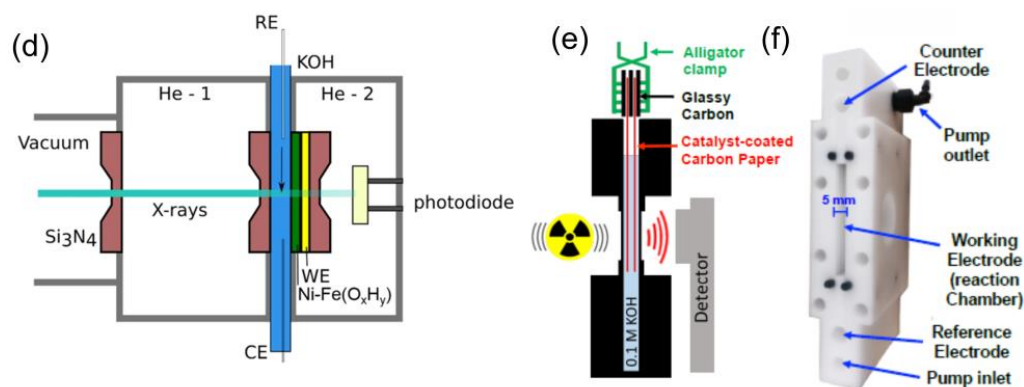 (d)
RE
KOH
He - 1
He - 2
Vacuum
X-rays
photodiode
Si3N4
WE
Ni-Fe(OxHy)
CE
(e)
Alligator
clamp
Glassy
Carbon
Catalyst-coated
Carbon Paper
Detector
0.1 M KOH
(f)
Counter
Electrode
Pump
outlet
5 mm
Working
Electrode
(reaction
Chamber)
Reference
Electrode
Pump inlet